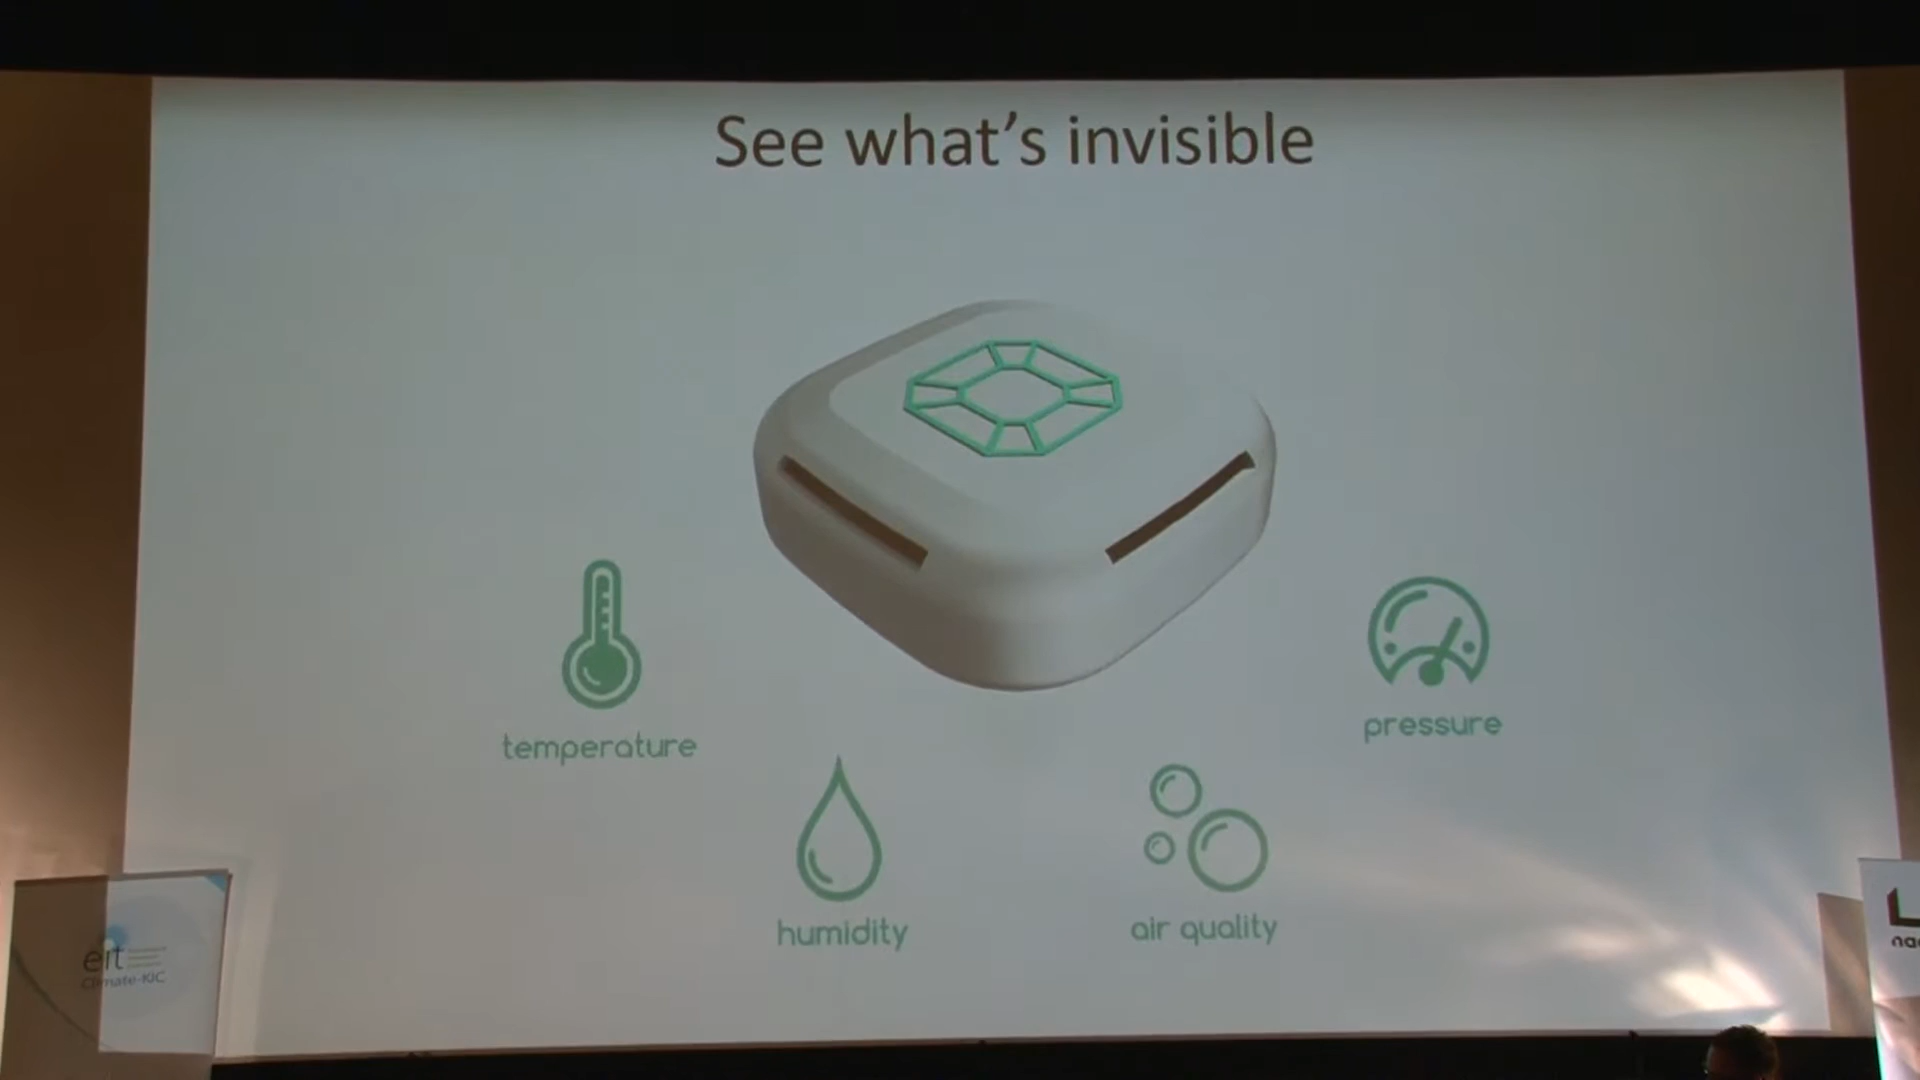 See what's invisible
temperature
pressure
humidity
air quality
eit
Climate-KIC